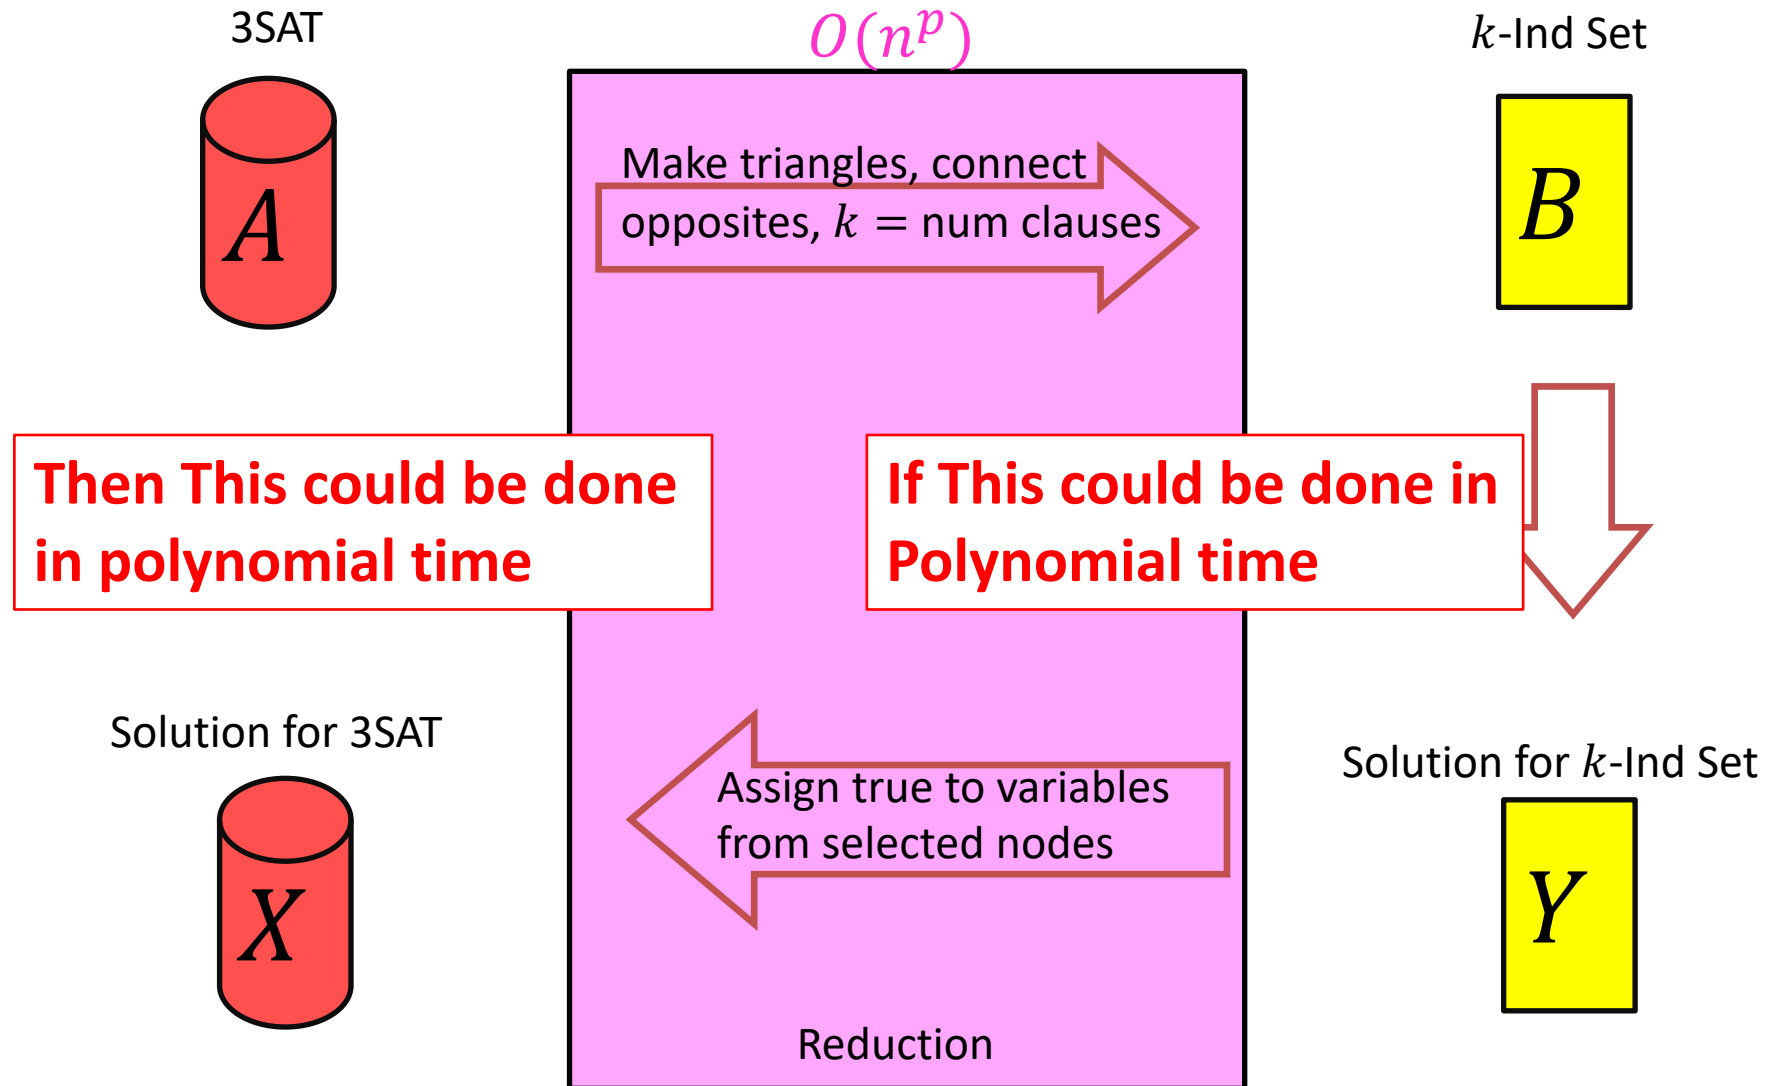 3SAT
O(n^p)
k-Ind Set
A
Make triangles, connect
opposites, k = num clauses
B
Then This could be done
in polynomial time
If This could be done in
Polynomial time
Solution for 3SAT
Solution for k-Ind Set
X
Assign true to variables
from selected nodes
Y
Reduction